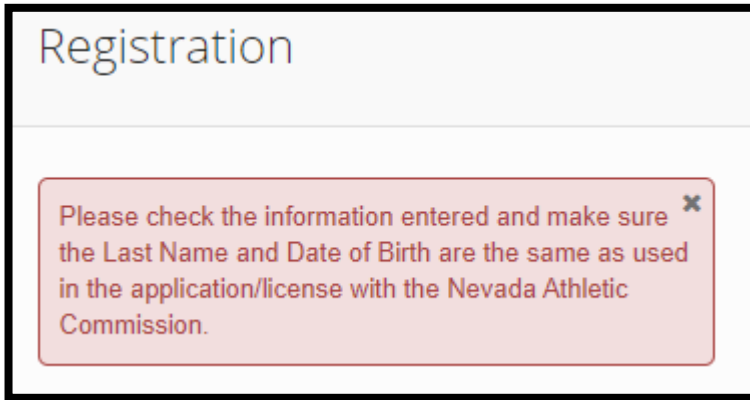 Registration
Please check the information entered and make sure
the Last Name and Date of Birth are the same as used
in the application/license with the Nevada Athletic
Commission.